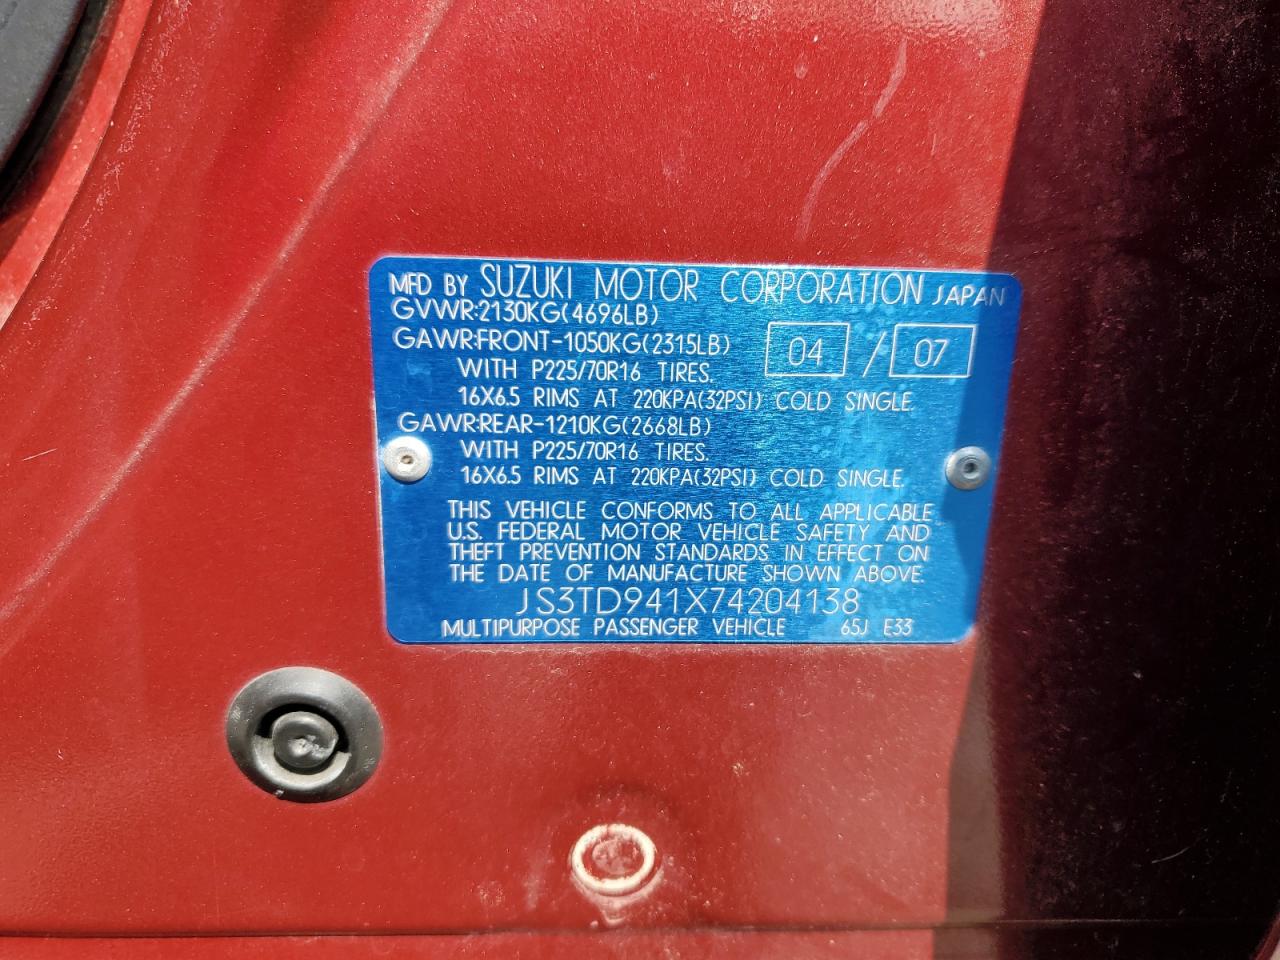 MFD BY SUZUKI MOTOR CORPORATION JAPAN
GVWR:2130KG(4696LB)
GAWR:FRONT-1050KG(2315LB) 04 / 07
WITH P225/70R16 TIRES.
16X6.5 RIMS AT 220KPA(32PSI) COLD SINGLE.
GAWR:REAR-1210KG(2668LB)
WITH P225/70R16 TIRES.
16X6.5 RIMS AT 220KPA(32PSI) COLD SINGLE.
THIS VEHICLE CONFORMS TO ALL APPLICABLE
U.S. FEDERAL MOTOR VEHICLE SAFETY AND
THEFT PREVENTION STANDARDS IN EFFECT ON
THE DATE OF MANUFACTURE SHOWN ABOVE.
JS3TD941X74204138
MULTIPURPOSE PASSENGER VEHICLE 65J E33